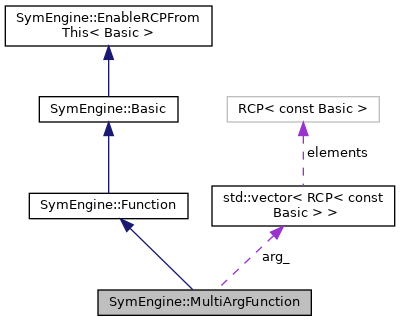 SymEngine::EnableRCPFrom
This< Basic >
SymEngine::Basic
RCP< const Basic >
elements
SymEngine::Function
std::vector< RCP< const
Basic > >
arg_
SymEngine::MultiArgFunction